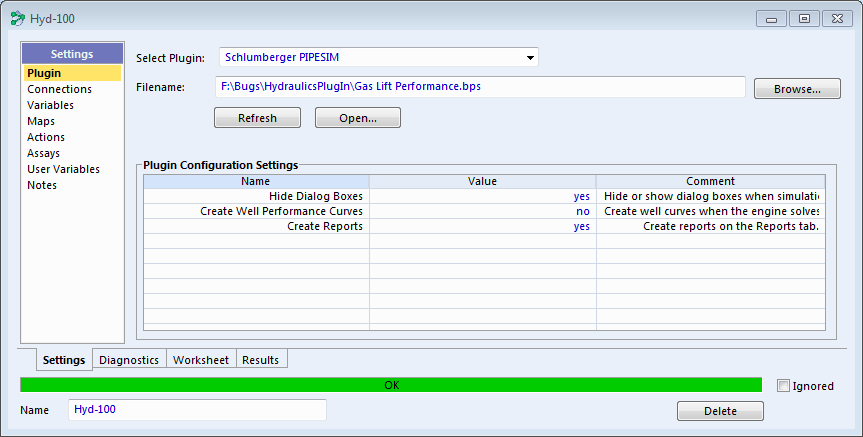 Hyd-100
Settings
Plugin
Connections
Variables
Maps
Actions
Assays
User Variables
Notes
Select Plugin: Schlumberger PIPESIM
Filename: F:\Bugs\HydraulicsPlugIn\Gas Lift Performance.bps Browse...
Refresh Open...
Plugin Configuration Settings
Name Value Comment
Hide Dialog Boxes yes Hide or show dialog boxes when simulati
Create Well Performance Curves no Create well curves when the engine solves
Create Reports yes Create reports on the Reports tab.
Settings Diagnostics Worksheet Results
OK Ignored
Name Hyd-100 Delete